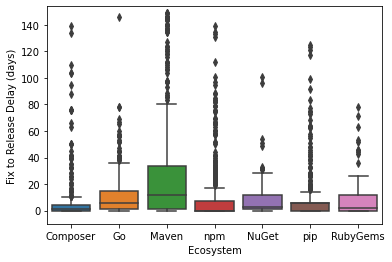 Fix to Release Delay (days)
140
120
100
80
60
40
20
0
Composer Go Maven npm NuGet pip RubyGems
Ecosystem